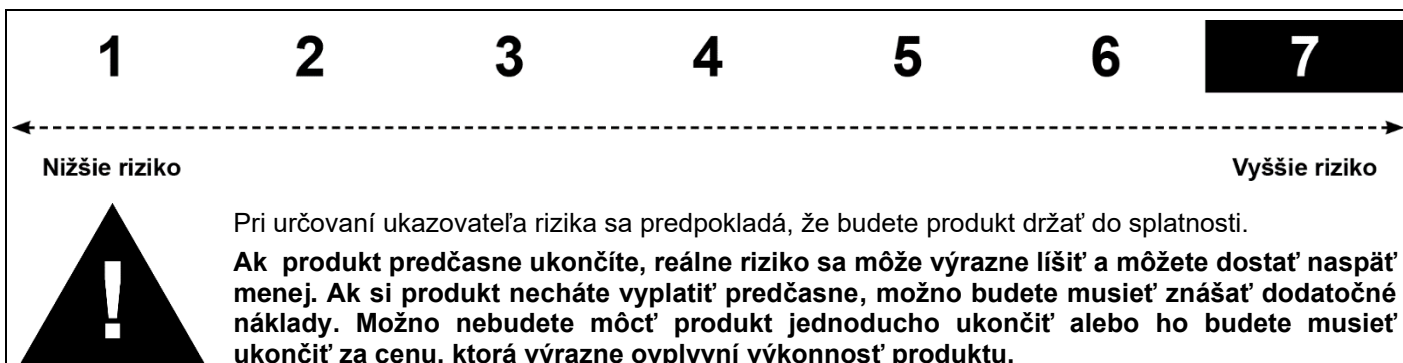 1 2 3 4 5 6 7
Nižšie riziko Vyššie riziko
Pri určovaní ukazovateľa rizika sa predpokladá, že budete produkt držať do splatnosti.
Ak produkt predčasne ukončíte, reálne riziko sa môže výrazne líšiť a môžete dostať naspäť
menej. Ak si produkt necháte vyplatiť predčasne, možno budete musieť znášať dodatočné
náklady. Možno nebudete môcť produkt jednoducho ukončiť alebo ho budete musieť
ukončiť za cenu, ktorá výrazne ovplyvní výkonnosť produktu.
!